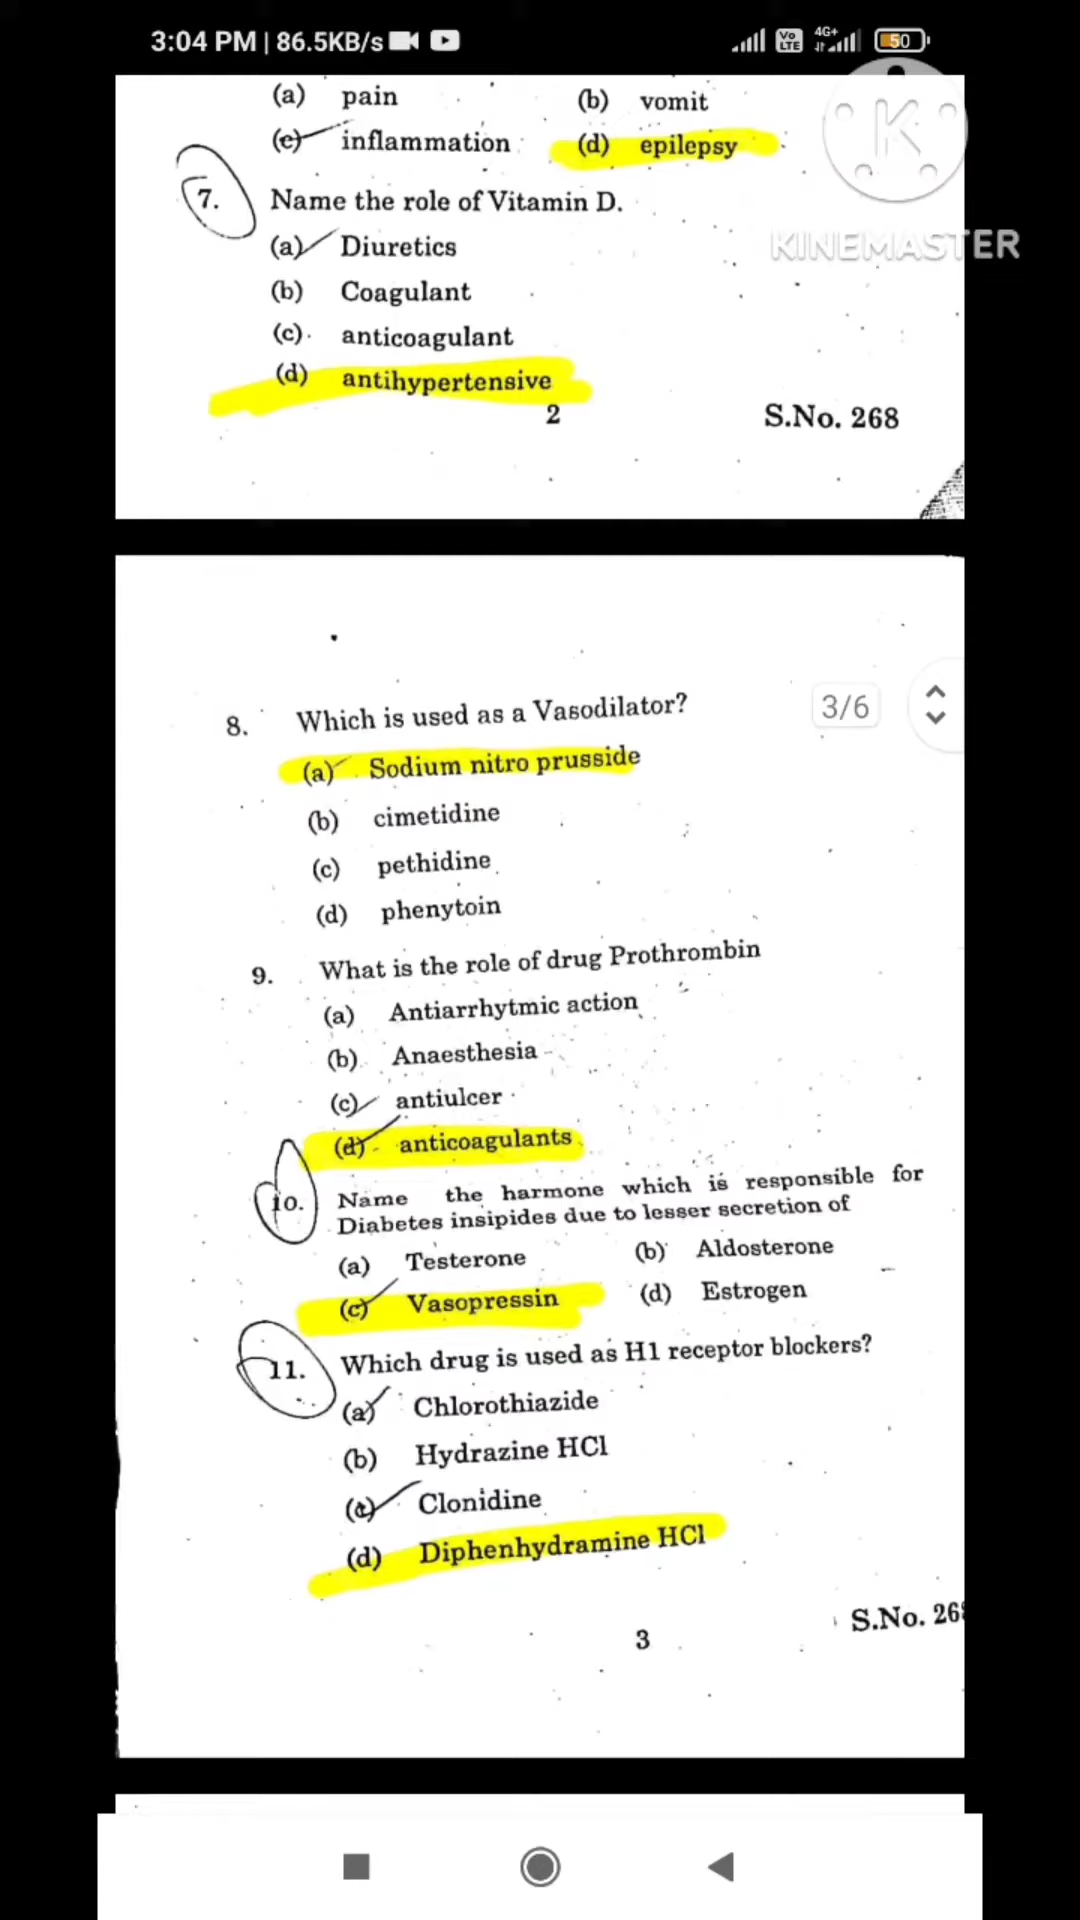 3:04 PM | 86.5KB/s
Vo LTE 4G+ 50
(a) pain (b) vomit
(c) inflammation (d) epilepsy
K
KINEMASTER
7. Name the role of Vitamin D.
(a) Diuretics
(b) Coagulant
(c) anticoagulant
(d) antihypertensive
2 S.No. 268
3/6
8. Which is used as a Vasodilator?
(a) Sodium nitro prusside
(b) cimetidine
(c) pethidine
(d) phenytoin
9. What is the role of drug Prothrombin
(a) Antiarrhytmic action
(b) Anaesthesia
(c) antiulcer
(d) anticoagulants
10. Name the harmone which is responsible for
Diabetes insipides due to lesser secretion of
(a) Testerone (b) Aldosterone
(c) Vasopressin (d) Estrogen
11. Which drug is used as H1 receptor blockers?
(a) Chlorothiazide
(b) Hydrazine HCl
(c) Clonidine
(d) Diphenhydramine HCl
S.No. 26
3